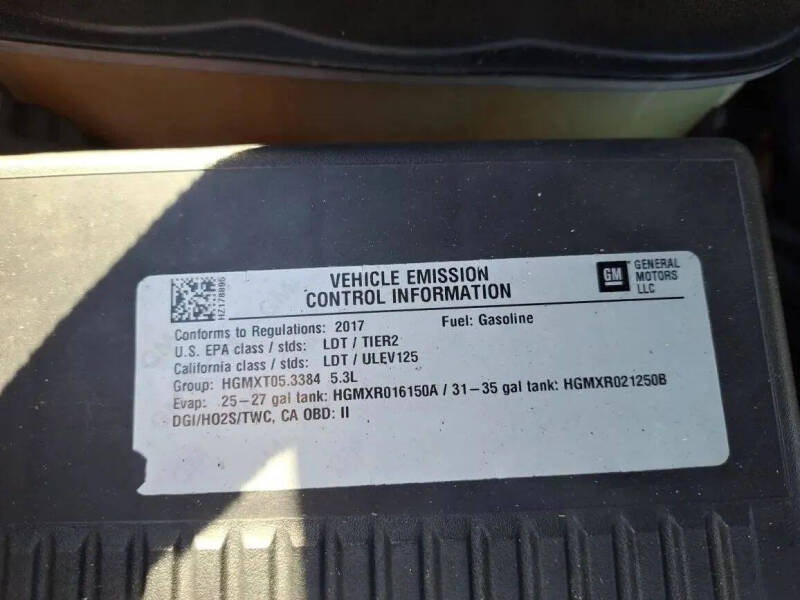 VEHICLE EMISSION
CONTROL INFORMATION
GM
GENERAL
MOTORS
LLC
HZ178895
Conforms to Regulations: 2017 Fuel: Gasoline
U.S. EPA class / stds: LDT / TIER2
California class / stds: LDT / ULEV125
Group: HGMXT05.3384 5.3L
Evap: 25-27 gal tank: HGMXR016150A / 31-35 gal tank: HGMXR021250B
DGI/HO2S/TWC, CA OBD: II